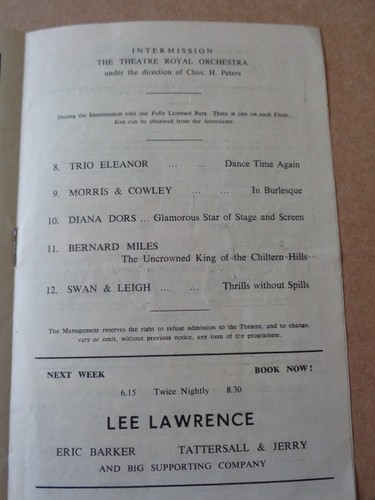 INTERMISSION
THE THEATRE ROYAL ORCHESTRA
under the direction of Chas. H. Peters
During the Intermission visit our Fully Licensed Bars. There is one on each Floor.
Ices can be obtained from the Attendants.
8. TRIO ELEANOR ... ... Dance Time Again
9. MORRIS & COWLEY ... ... In Burlesque
10. DIANA DORS ... Glamorous Star of Stage and Screen
11. BERNARD MILES
The Uncrowned King of the Chiltern Hills
12. SWAN & LEIGH ... ... Thrills without Spills
The Management reserves the right to refuse admission to the Theatre, and to change,
vary or omit, without previous notice, any item of the programme.
NEXT WEEK BOOK NOW!
6.15 Twice Nightly 8.30
LEE LAWRENCE
ERIC BARKER TATTERSALL & JERRY
AND BIG SUPPORTING COMPANY